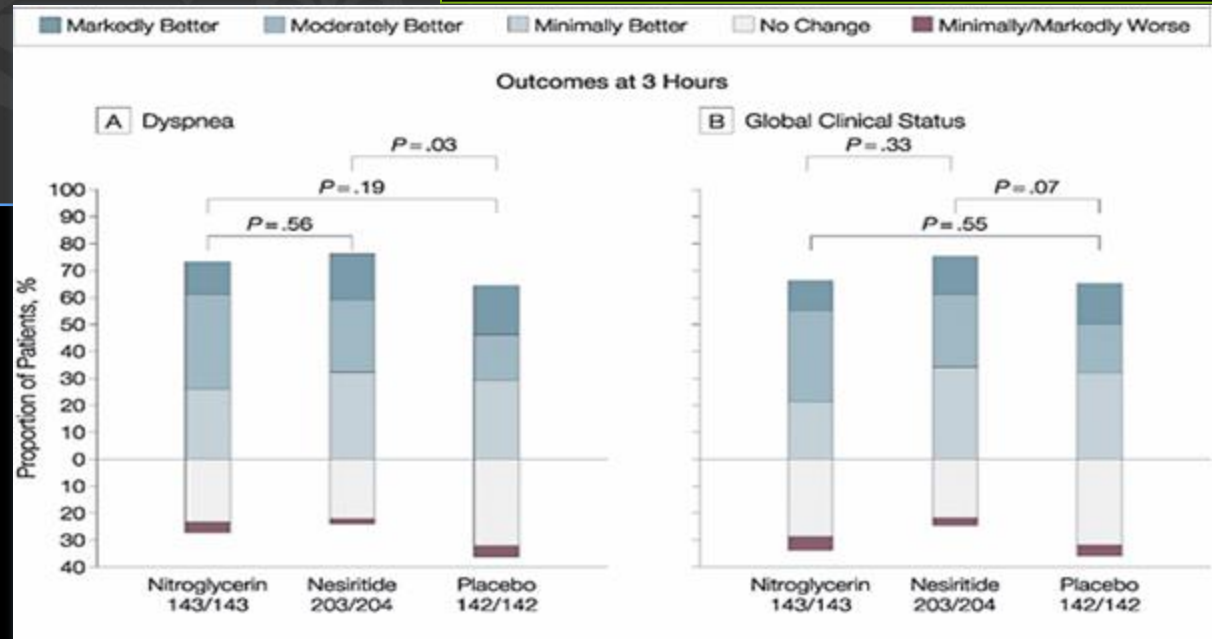 Markedly Better Moderately Better Minimally Better No Change Minimally/Markedly Worse
Outcomes at 3 Hours
A Dyspnea
P=.03
P=.19
P=.56
Proportion of Patients, %
100
90
80
70
60
50
40
30
20
10
0
10
20
30
40
Nitroglycerin Nesiritide Placebo
143/143 203/204 142/142
B Global Clinical Status
P=.33
P=.07
P=.55
Nitroglycerin Nesiritide Placebo
143/143 203/204 142/142